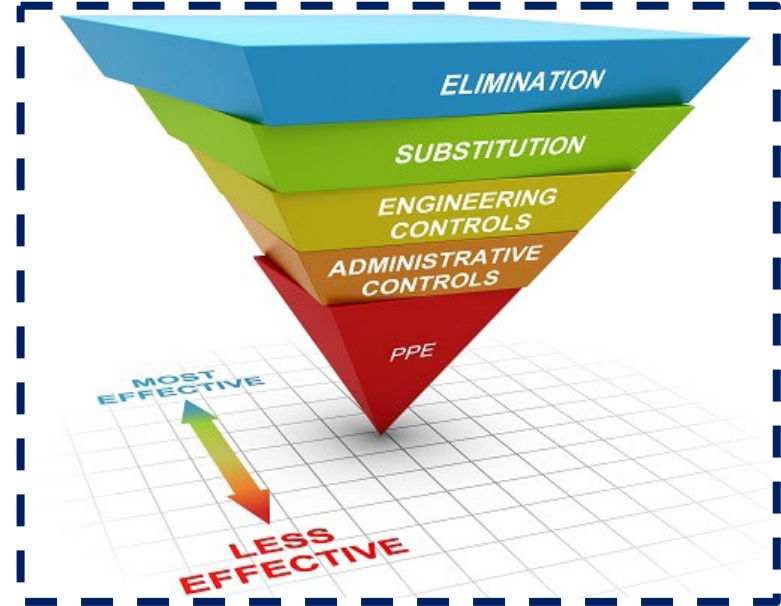 ELIMINATION
SUBSTITUTION
ENGINEERING
CONTROLS
ADMINISTRATIVE
CONTROLS
PPE
MOST
EFFECTIVE
LESS
EFFECTIVE